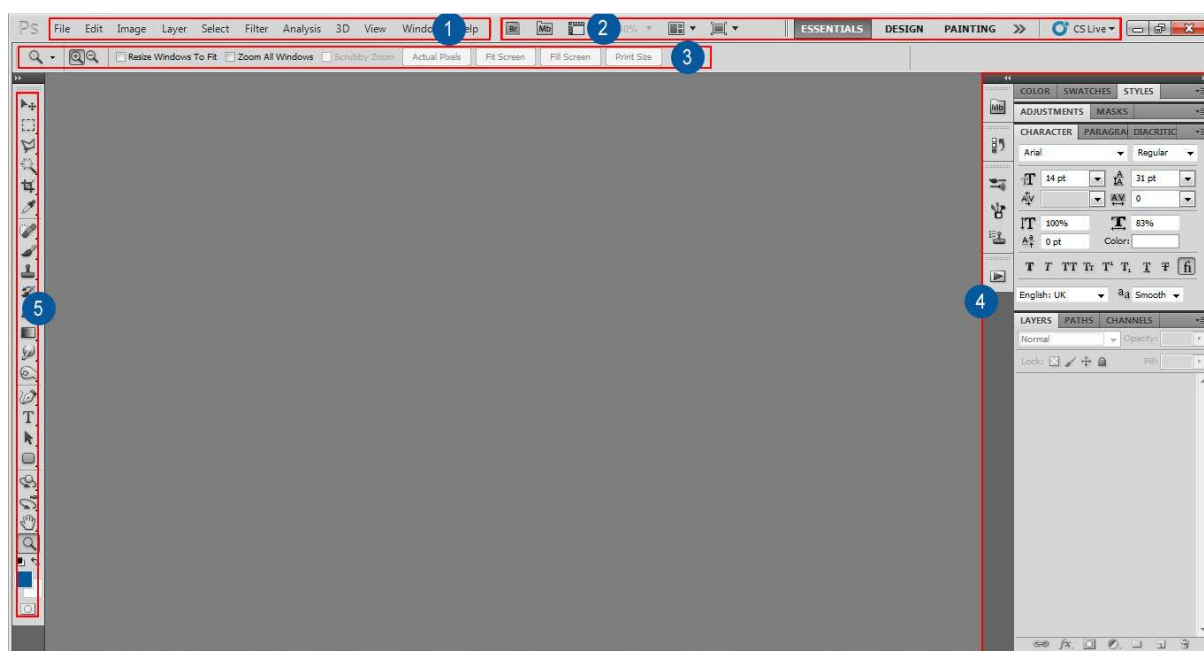 Ps File Edit Image Layer Select Filter Analysis 3D View 1 Br Mb 2 ESSENTIALS DESIGN PAINTING CS Live
Resize Windows To Fit Zoom All Windows Scrubby Zoom Actual Pixels Fit Screen Fill Screen Print Size 3
COLOR SWATCHES STYLES
Mb ADJUSTMENTS MASKS
CHARACTER PARAGRA DIACRITIC
Arial Regular
14 pt 31 pt
0
100% 83%
0 pt Color:
T T TT Tr T¹ T, T T fi
English: UK aa Smooth
4
5
LAYERS PATHS CHANNELS
Normal Opacity:
Lock: Fill:
T
fx